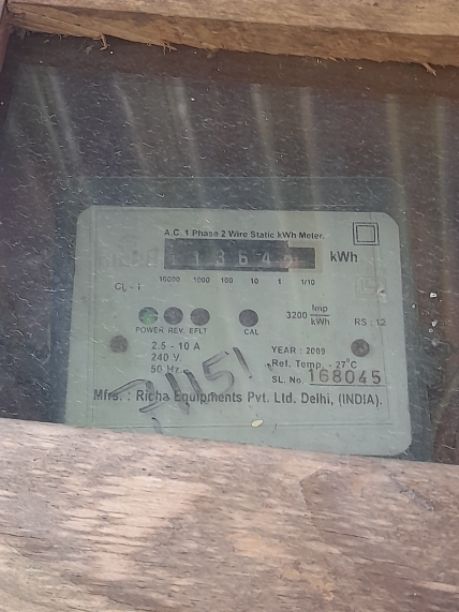 A.C. 1 Phase 2 Wire Static kWh Meter.
kWh
10000 1000 100 10 1 1/10
POWER REV. EFLT CAL
3200 Imp/kWh
RS : 12
2.5 - 10 A
240 V.
50 Hz
YEAR : 2009
Ref. Temp. - 27°C
SL. No. 168045
Mfrs. : Richa Equipments Pvt. Ltd. Delhi, (INDIA).